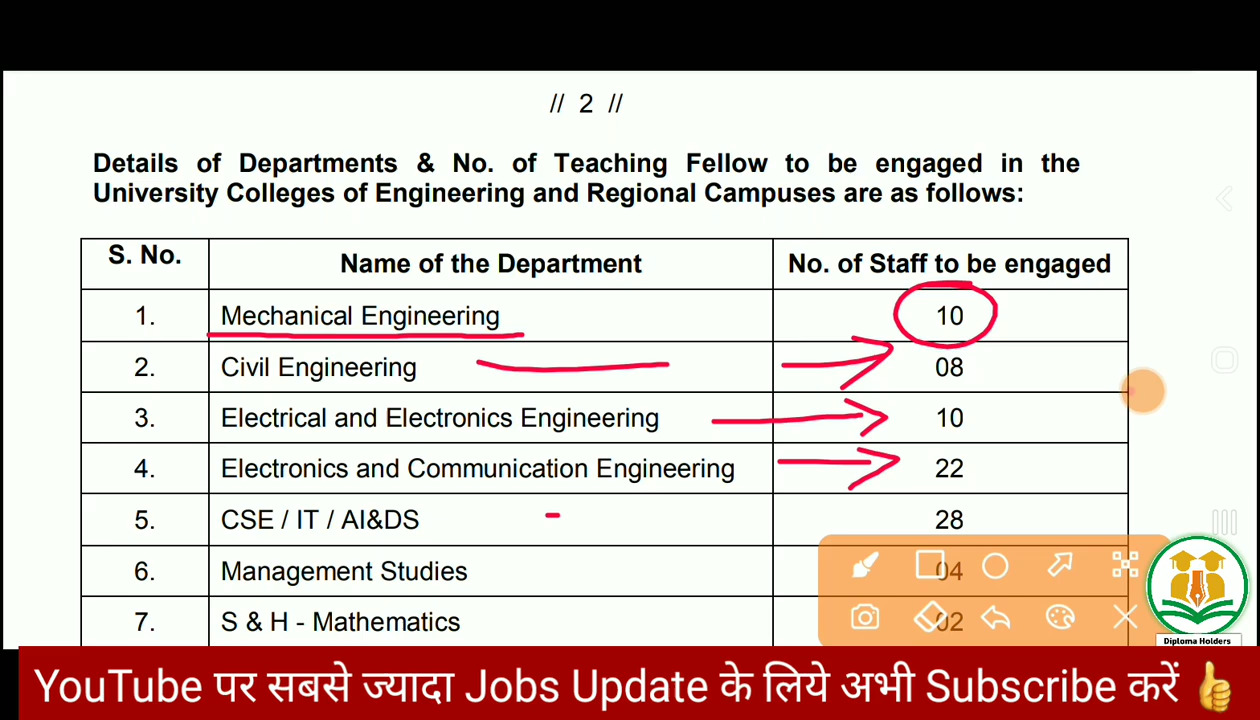 // 2 //
Details of Departments & No. of Teaching Fellow to be engaged in the
University Colleges of Engineering and Regional Campuses are as follows:
S. No. Name of the Department No. of Staff to be engaged
1. Mechanical Engineering 10
2. Civil Engineering 08
3. Electrical and Electronics Engineering 10
4. Electronics and Communication Engineering 22
5. CSE / IT / AI&DS 28
6. Management Studies 04
7. S & H - Mathematics 02
Diploma Holders
YouTube पर सबसे ज्यादा Jobs Update के लिये अभी Subscribe करें 👍